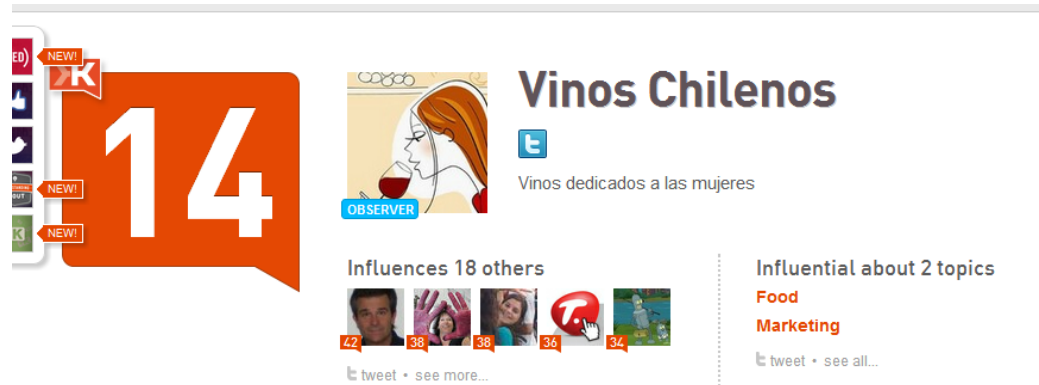 NEW!
K
14
NEW!
NEW!
Vinos Chilenos
Vinos dedicados a las mujeres
OBSERVER
Influences 18 others
42 38 38 36 34
tweet • see more...
Influential about 2 topics
Food
Marketing
tweet • see all...